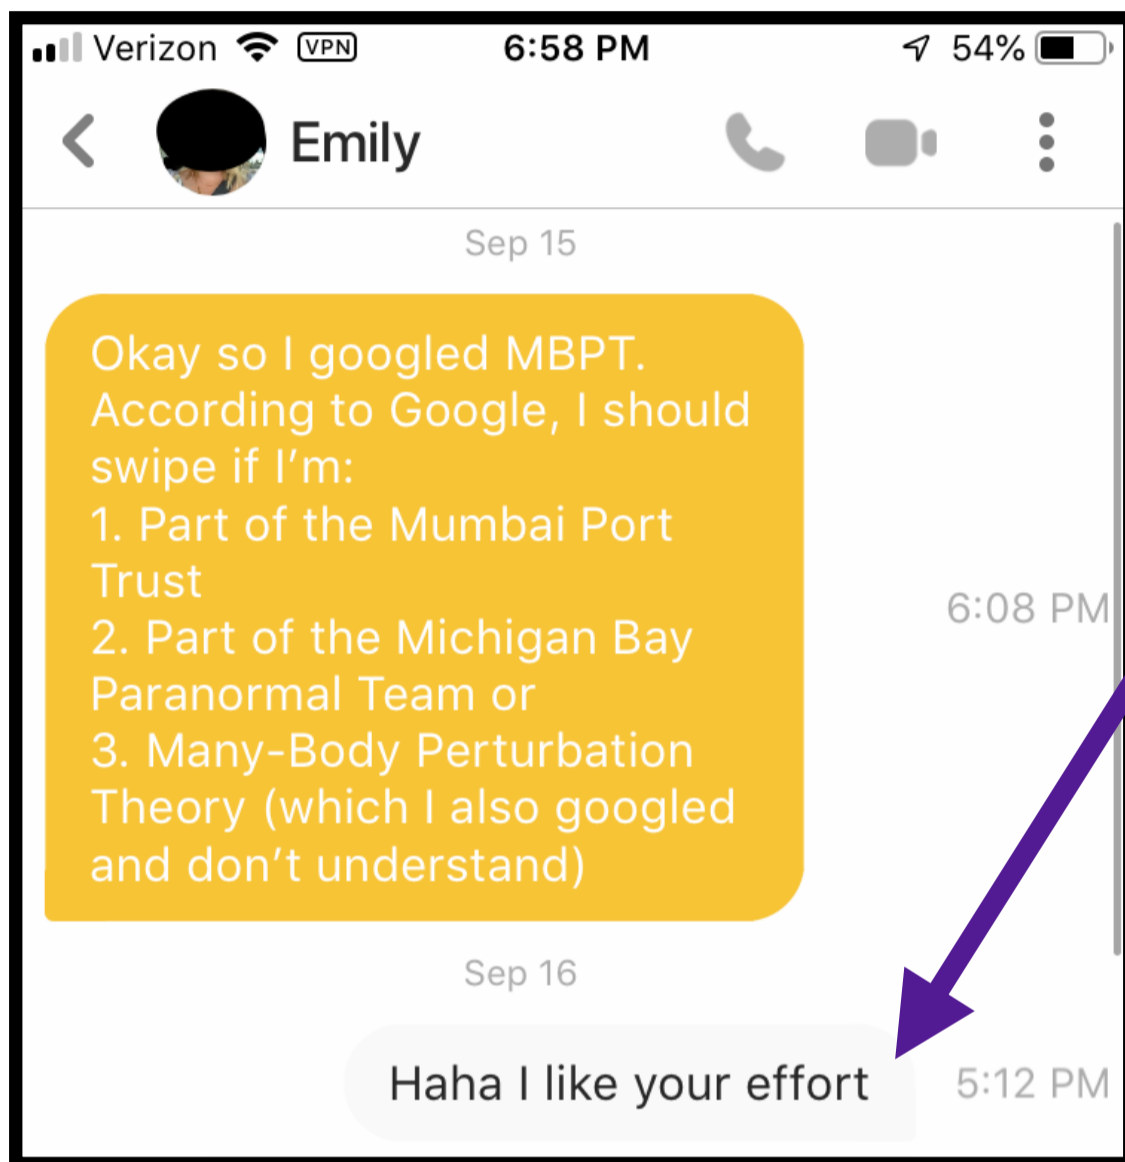 Verizon VPN 6:58 PM 54%
Emily
Sep 15
Okay so I googled MBPT.
According to Google, I should
swipe if I’m:
1. Part of the Mumbai Port
Trust
2. Part of the Michigan Bay
Paranormal Team or
3. Many-Body Perturbation
Theory (which I also googled
and don’t understand)
6:08 PM
Sep 16
Haha I like your effort 5:12 PM